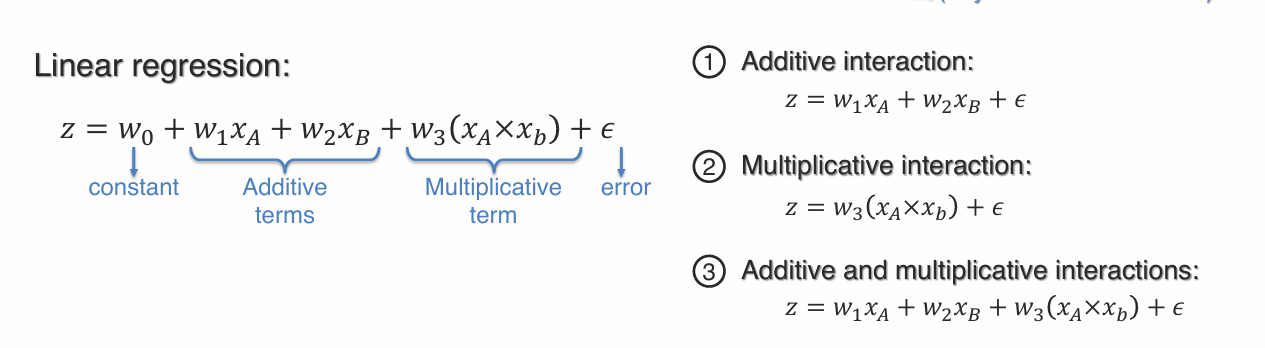 Linear regression:
z = w₀ + w₁x_A + w₂x_B + w₃(x_A×x_b) + ϵ
constant
Additive
terms
Multiplicative
term
error
1 Additive interaction:
z = w₁x_A + w₂x_B + ϵ
2 Multiplicative interaction:
z = w₃(x_A×x_b) + ϵ
3 Additive and multiplicative interactions:
z = w₁x_A + w₂x_B + w₃(x_A×x_b) + ϵ